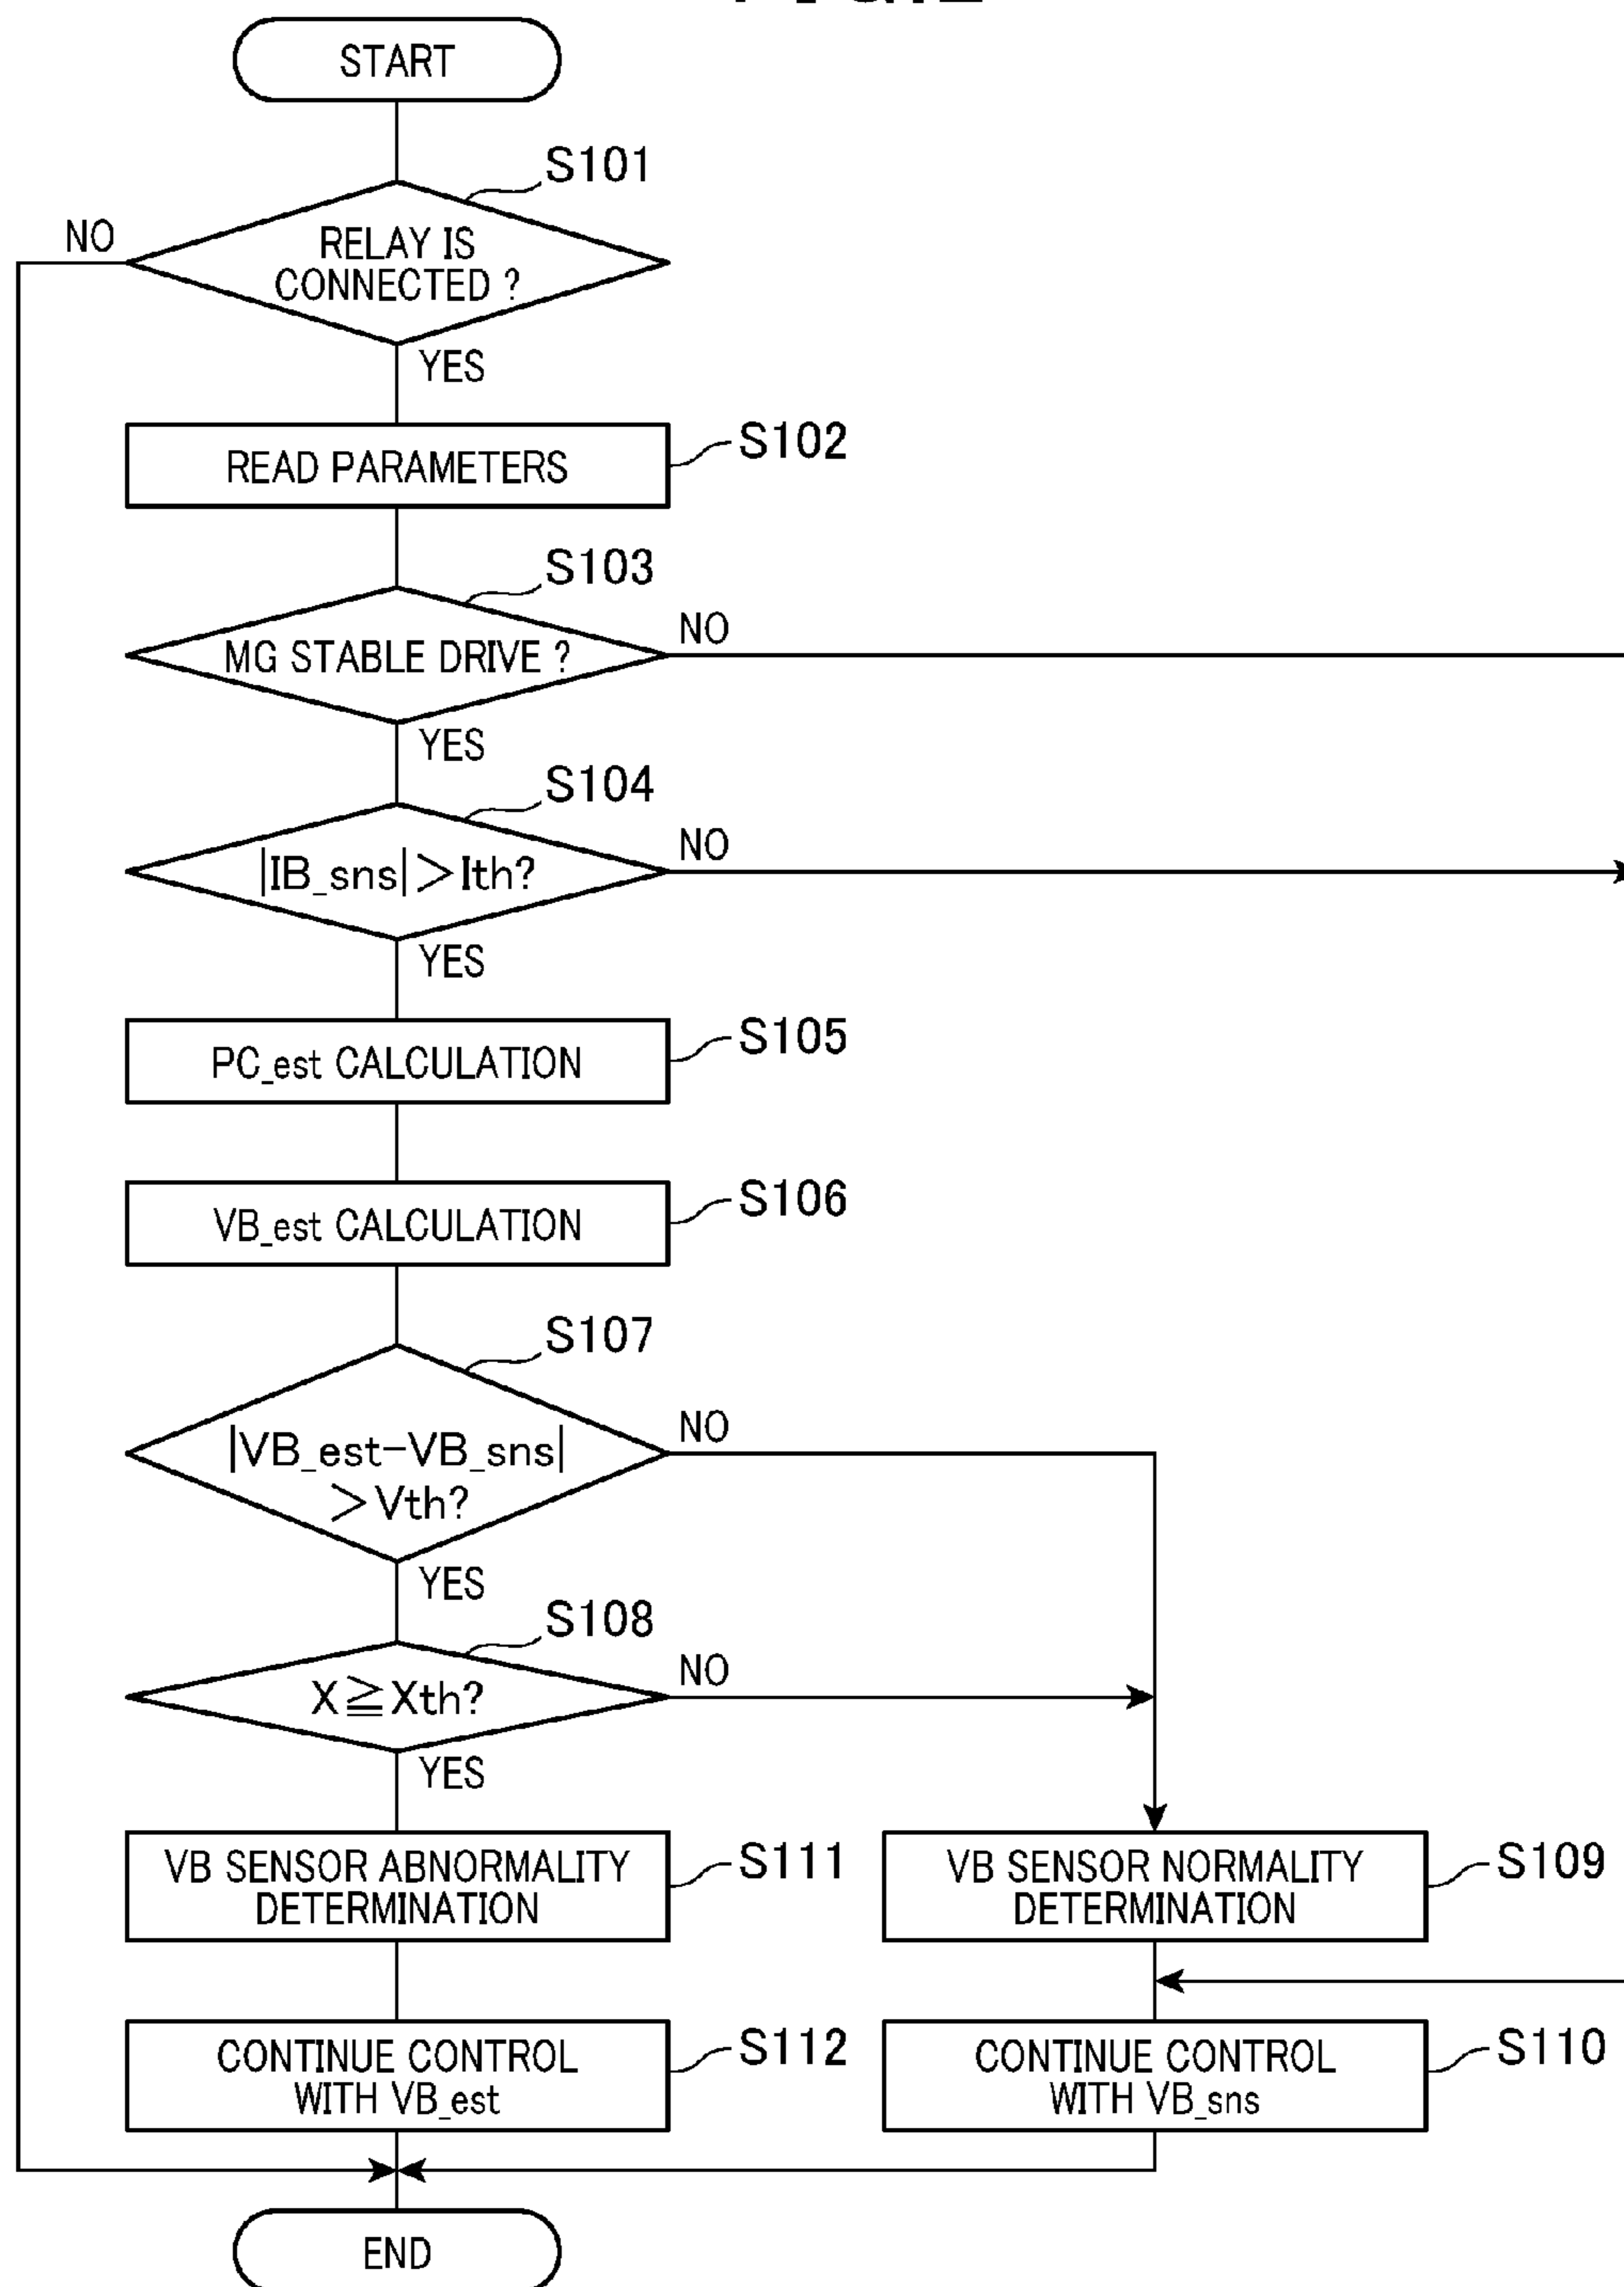 START
S101
NO
RELAY IS
CONNECTED ?
YES
READ PARAMETERS
S102
S103
MG STABLE DRIVE ?
NO
YES
S104
|IB_sns|>Ith?
NO
YES
PC_est CALCULATION
S105
VB_est CALCULATION
S106
S107
|VB_est-VB_sns|
>Vth?
NO
YES
S108
X≧Xth?
NO
YES
VB SENSOR ABNORMALITY
DETERMINATION
S111
VB SENSOR NORMALITY
DETERMINATION
S109
CONTINUE CONTROL
WITH VB_est
S112
CONTINUE CONTROL
WITH VB_sns
S110
END